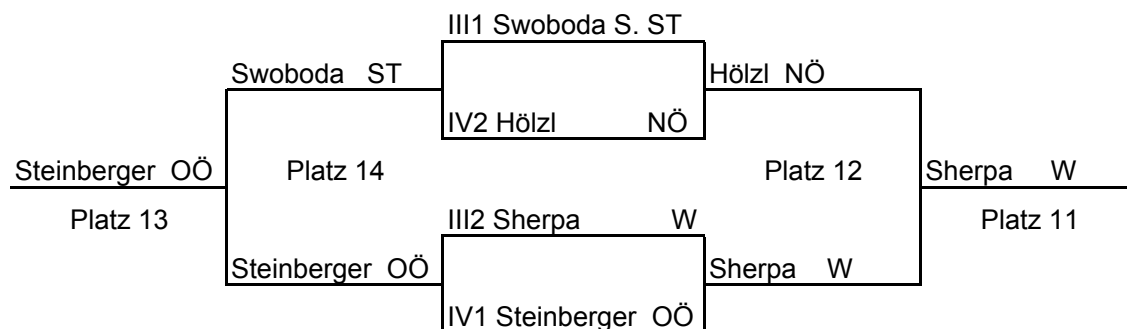 III1 Swoboda S. ST
Swoboda ST
Hölzl NÖ
IV2 Hölzl NÖ
Steinberger OÖ
Platz 14
Platz 12
Sherpa W
Platz 13
III2 Sherpa W
Platz 11
Steinberger OÖ
Sherpa W
IV1 Steinberger OÖ